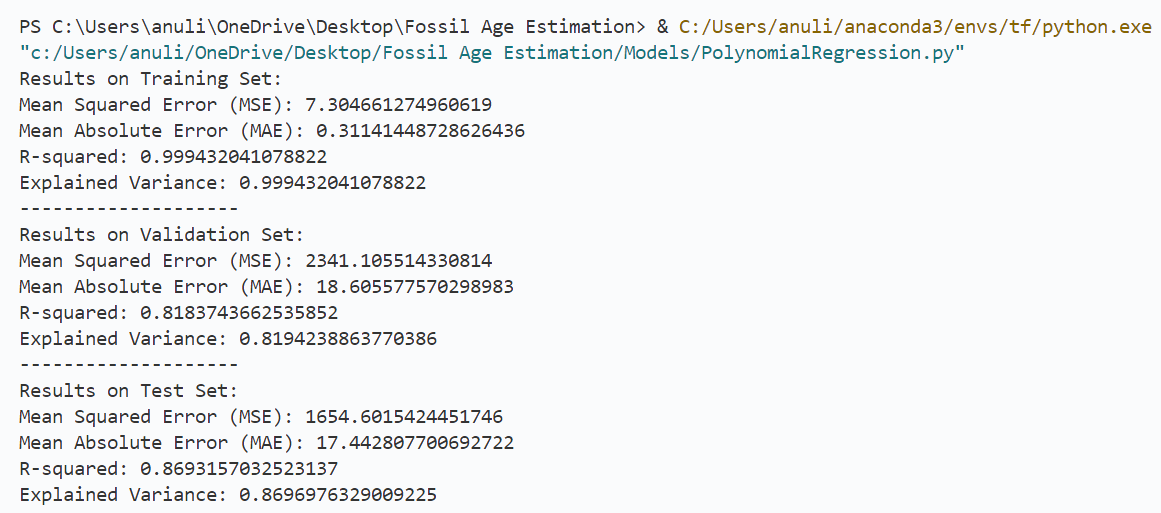 PS C:\Users\anuli\OneDrive\Desktop\Fossil Age Estimation> & C:/Users/anuli/anaconda3/envs/tf/python.exe
"c:/Users/anuli/OneDrive/Desktop/Fossil Age Estimation/Models/PolynomialRegression.py"
Results on Training Set:
Mean Squared Error (MSE): 7.304661274960619
Mean Absolute Error (MAE): 0.31141448728626436
R-squared: 0.999432041078822
Explained Variance: 0.999432041078822
--------------------
Results on Validation Set:
Mean Squared Error (MSE): 2341.105514330814
Mean Absolute Error (MAE): 18.605577570298983
R-squared: 0.8183743662535852
Explained Variance: 0.8194238863770386
--------------------
Results on Test Set:
Mean Squared Error (MSE): 1654.6015424451746
Mean Absolute Error (MAE): 17.442807700692722
R-squared: 0.8693157032523137
Explained Variance: 0.8696976329009225